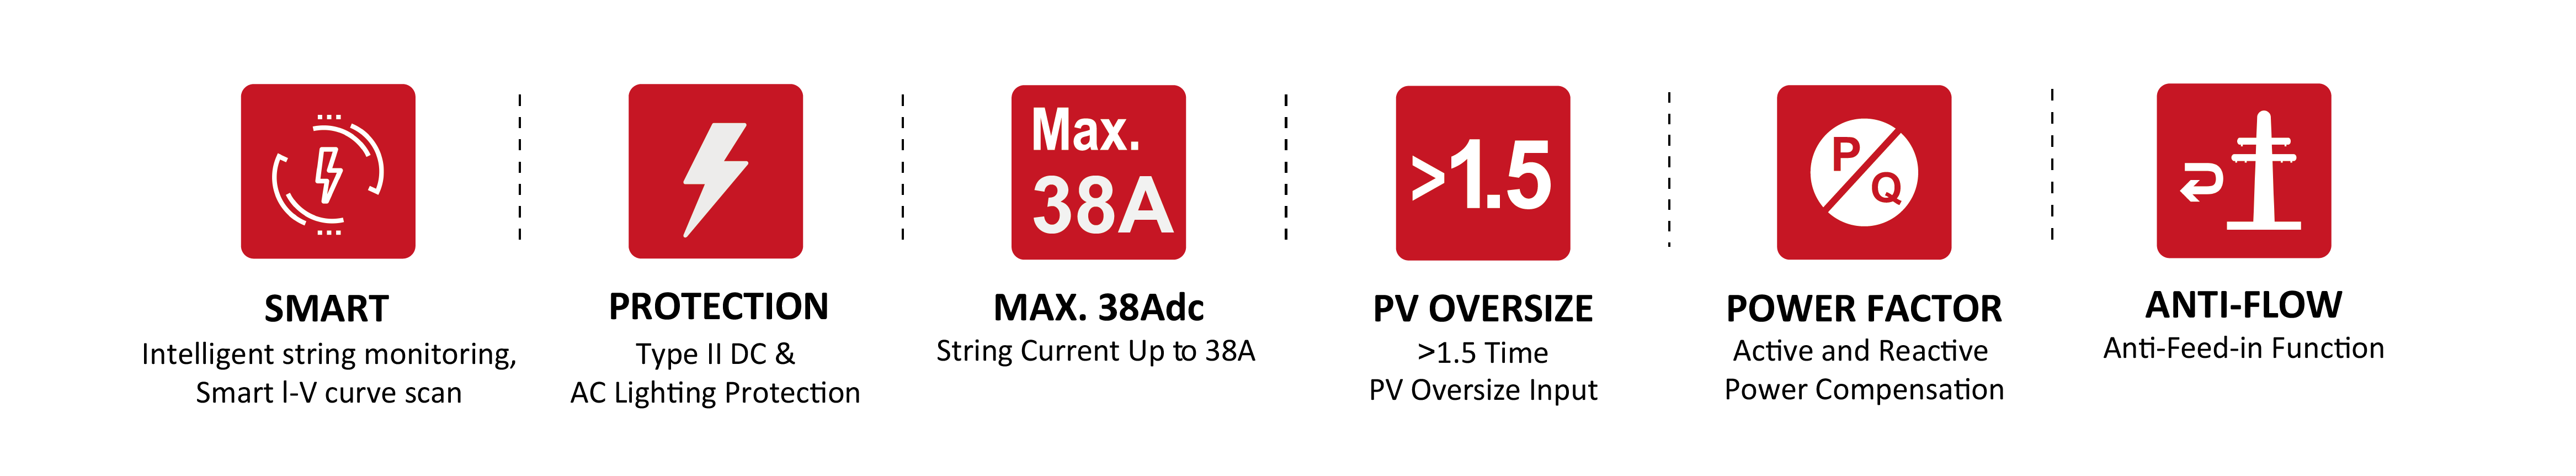 SMART
Intelligent string monitoring,
Smart l-V curve scan
PROTECTION
Type II DC &
AC Lighting Protection
Max.
38A
MAX. 38Adc
String Current Up to 38A
>1.5
PV OVERSIZE
>1.5 Time
PV Oversize Input
P
Q
POWER FACTOR
Active and Reactive
Power Compensation
ANTI-FLOW
Anti-Feed-in Function